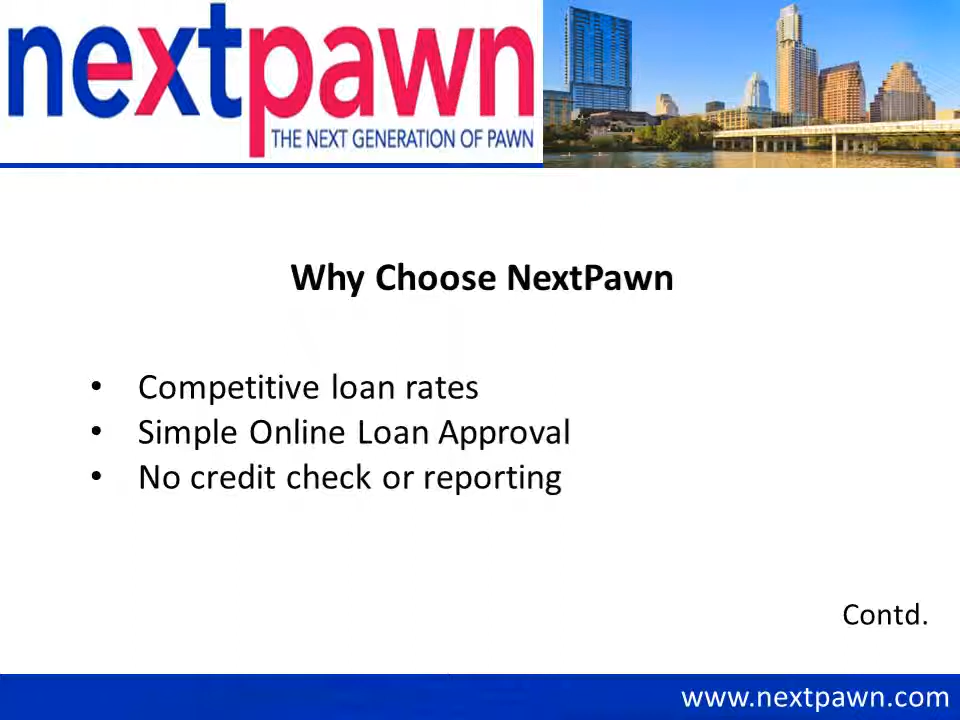 nextpawn
THE NEXT GENERATION OF PAWN
Why Choose NextPawn
• Competitive loan rates
• Simple Online Loan Approval
• No credit check or reporting
Contd.
www.nextpawn.com